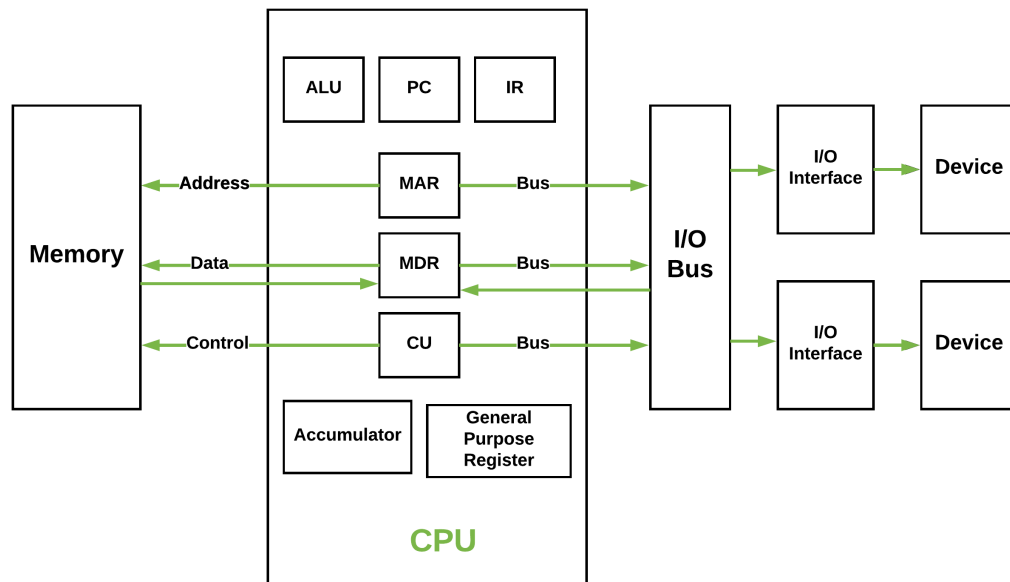 ALU
PC
IR
Memory
Address
MAR
Bus
Data
MDR
Bus
Control
CU
Bus
Accumulator
General
Purpose
Register
CPU
I/O
Bus
I/O
Interface
Device
I/O
Interface
Device